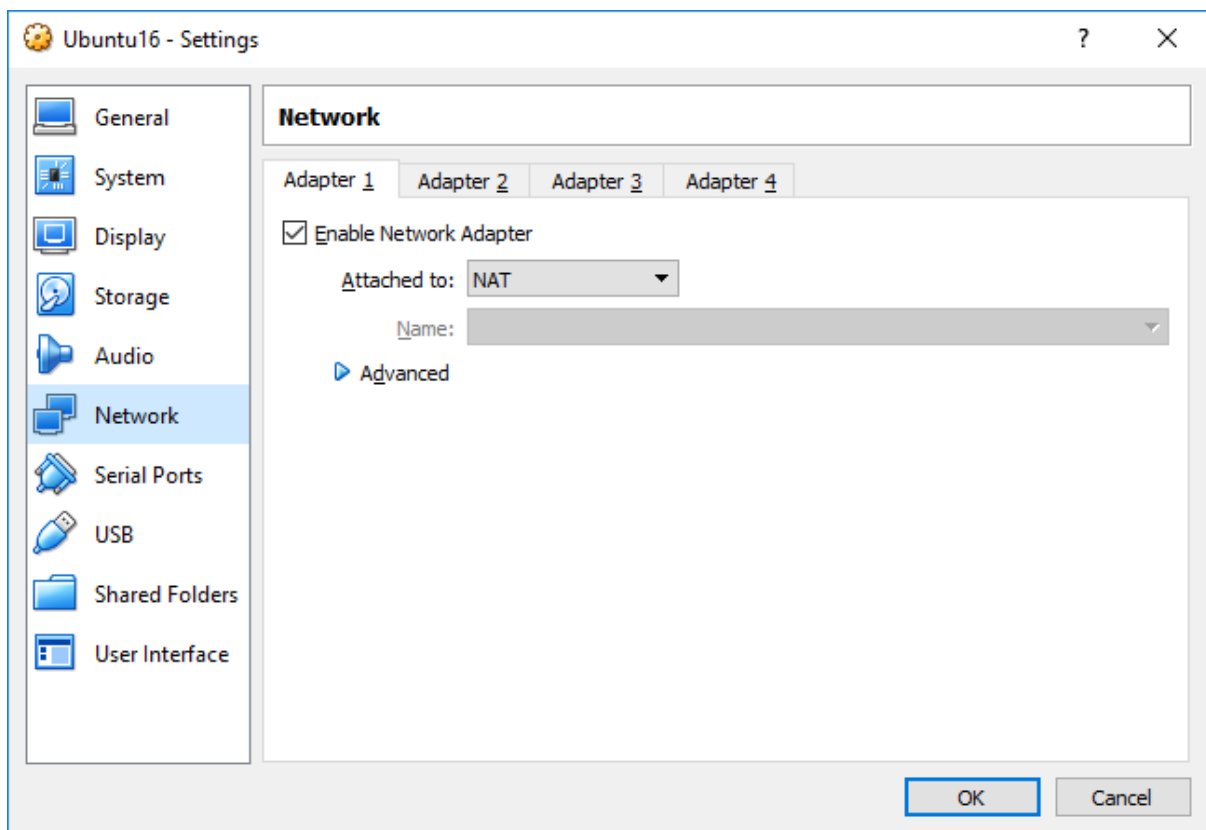 Ubuntu16 - Settings
?
General
System
Display
Storage
Audio
Network
Serial Ports
USB
Shared Folders
User Interface
Network
Adapter 1 Adapter 2 Adapter 3 Adapter 4
Enable Network Adapter
Attached to: NAT
Name:
Advanced
OK Cancel